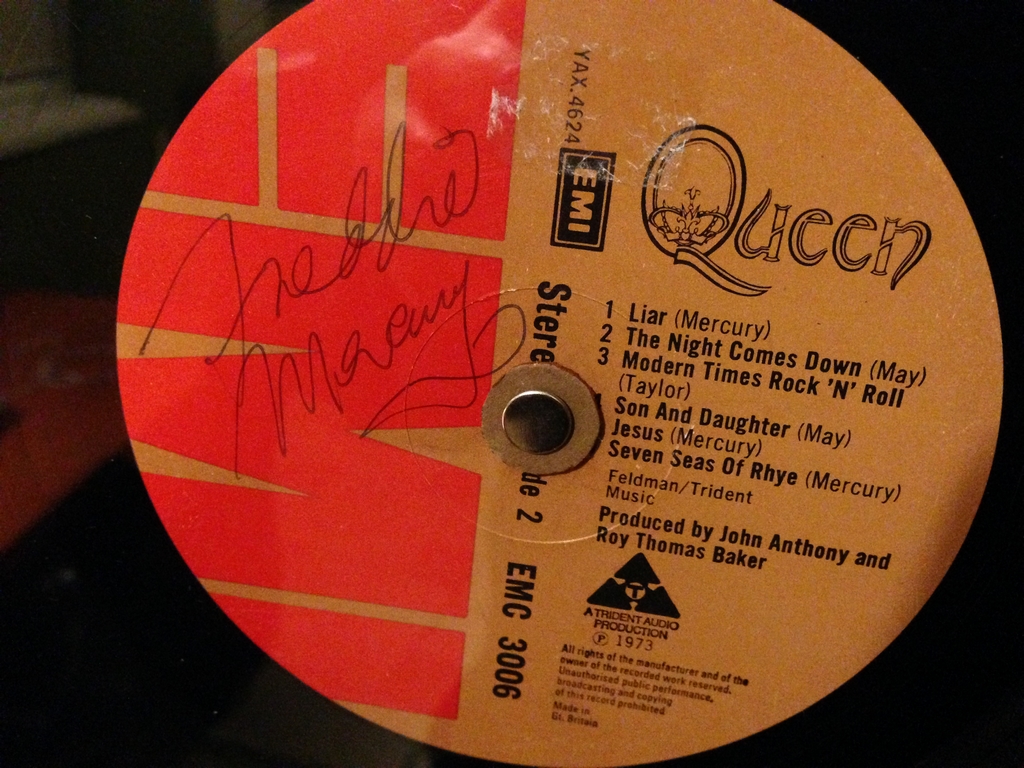 Freddie
Mercury
YAX.4624
EMI
Queen
Stere
de 2
EMC 3006
1 Liar (Mercury)
2 The Night Comes Down (May)
3 Modern Times Rock 'N' Roll
(Taylor)
Son And Daughter (May)
Jesus (Mercury)
Seven Seas Of Rhye (Mercury)
Feldman/Trident
Music
Produced by John Anthony and
Roy Thomas Baker
T
A TRIDENT AUDIO
PRODUCTION
℗ 1973
All rights of the manufacturer and of the
owner of the recorded work reserved.
Unauthorised public performance,
broadcasting and copying
of this record prohibited
Made in
Gt. Britain